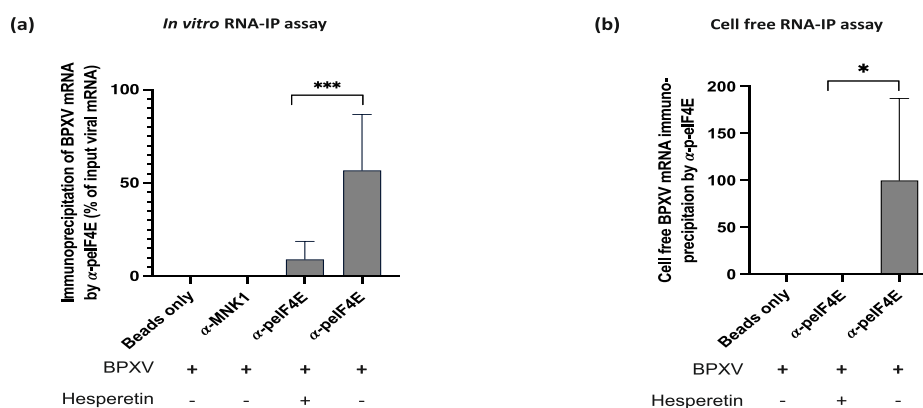 (a)
In vitro RNA-IP assay
Immunoprecipitation of BPXV mRNA
by α-peIF4E (% of input viral mRNA)
100
50
0
***
Beads only
α-MNK1
α-peIF4E
α-peIF4E
BPXV + + + +
Hesperetin - - + -
(b)
Cell free RNA-IP assay
Cell free BPXV mRNA immuno-
precipitaion by α-p-eIF4E
200
150
100
50
0
*
Beads only
α-peIF4E
α-peIF4E
BPXV + + +
Hesperetin - + -